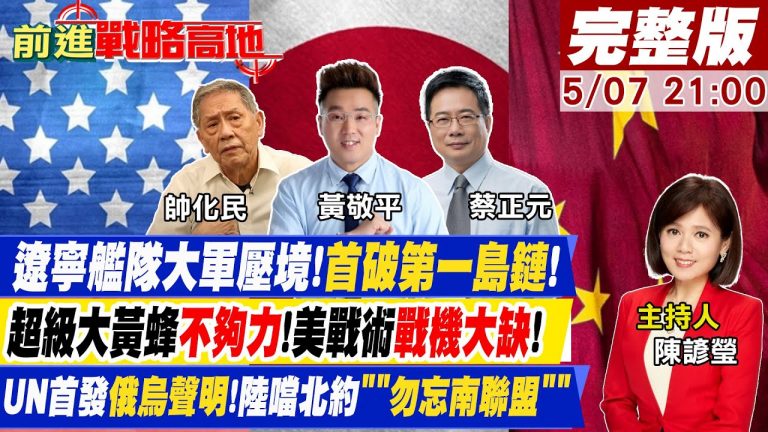 前進戰略高地
完整版
5/07 21:00
帥化民
黃敬平
蔡正元
遼寧艦隊大軍壓境!首破第一島鏈!
超級大黃蜂不夠力!美戰術戰機大缺!
UN首發俄烏聲明!陸噹北約""勿忘南聯盟""
主持人
陳諺瑩